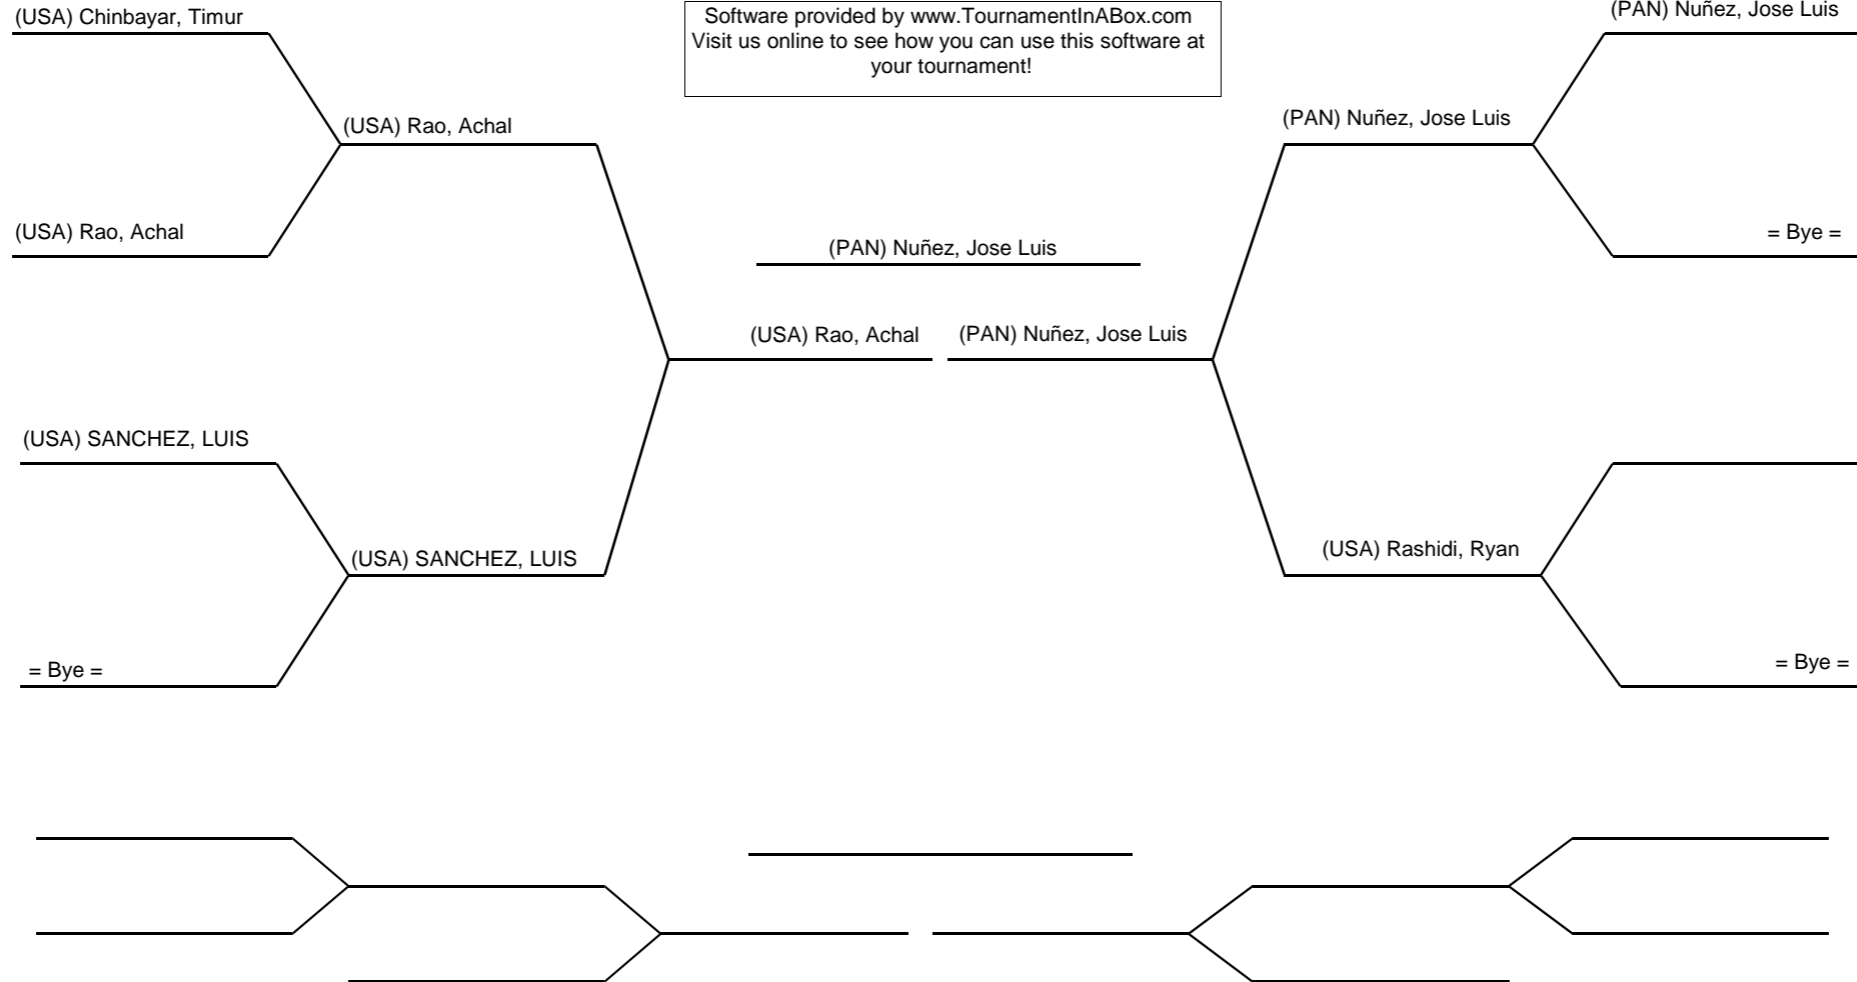 (USA) Chinbayar, Timur
Software provided by www.TournamentInABox.com
Visit us online to see how you can use this software at
your tournament!
(PAN) Nuñez, Jose Luis
(USA) Rao, Achal
(PAN) Nuñez, Jose Luis
(USA) Rao, Achal
(PAN) Nuñez, Jose Luis
= Bye =
(USA) Rao, Achal
(PAN) Nuñez, Jose Luis
(USA) SANCHEZ, LUIS
(USA) SANCHEZ, LUIS
(USA) Rashidi, Ryan
= Bye =
= Bye =